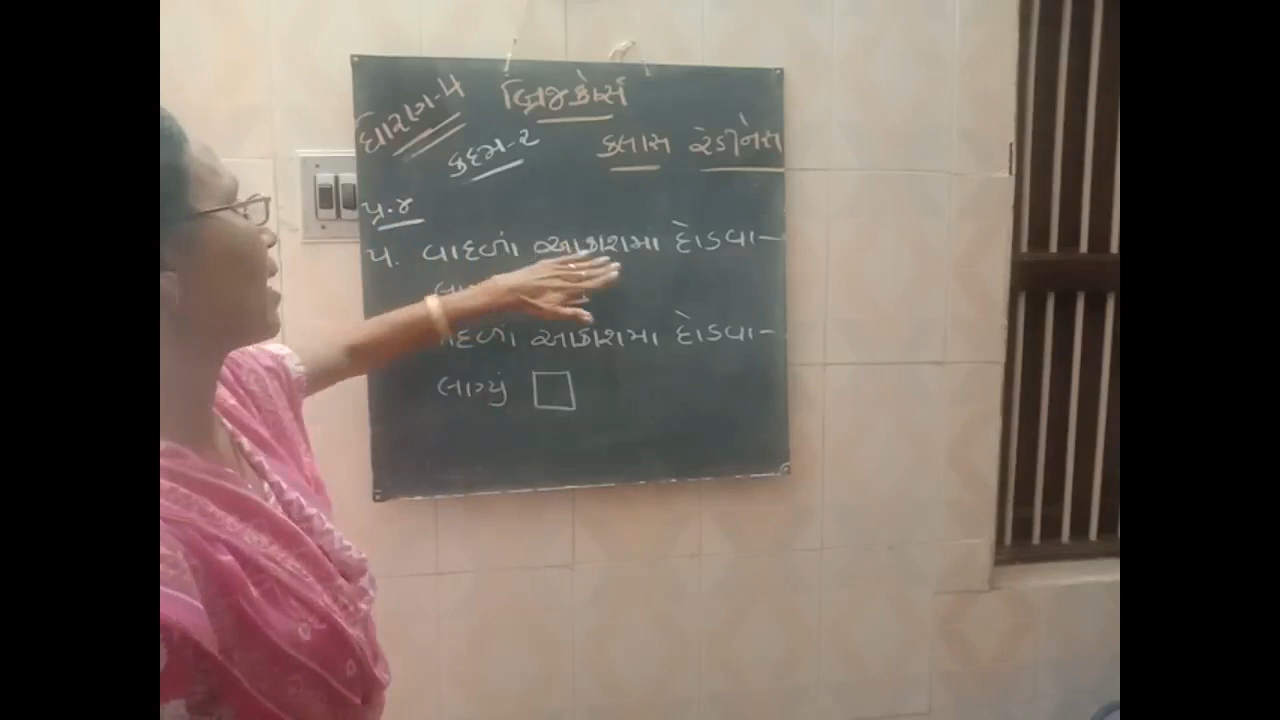 ધોરણ-૫
બ્રિજકોર્સ
કદમ-૨
ક્લાસ રેડીનેસ
પ્ર.૪
૫. વાદળાં આકાશમા દોડવા-
વાદળાં આકાશમા દોડવા-
લાગ્યું